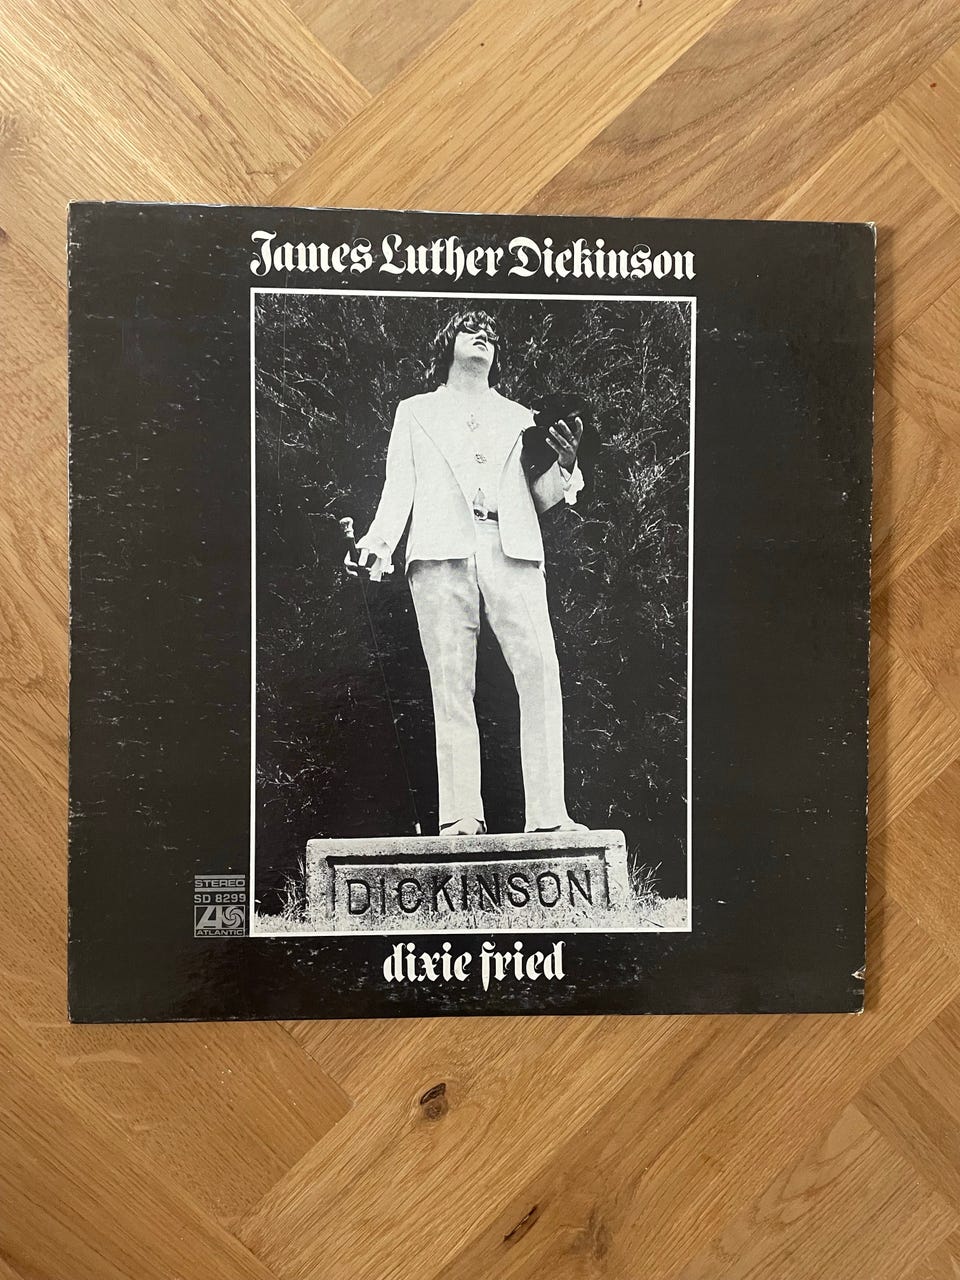 James Luther Dickinson
DICKINSON
STEREO
SD 8299
ATLANTIC
dixie fried